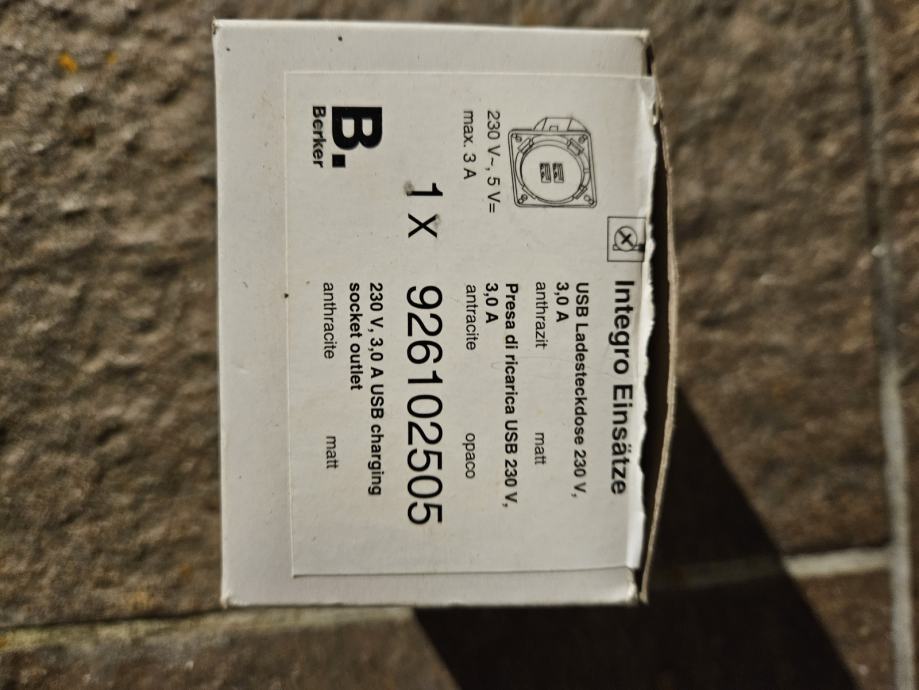 Integro Einsätze
USB Ladesteckdose 230 V,
3,0 A
anthrazit matt
Presa di ricarica USB 230 V,
3,0 A
antracite opaco
230 V~, 5 V=
max. 3 A
1 X 926102505
230 V, 3,0 A USB charging
socket outlet
anthracite matt
B.
Berker